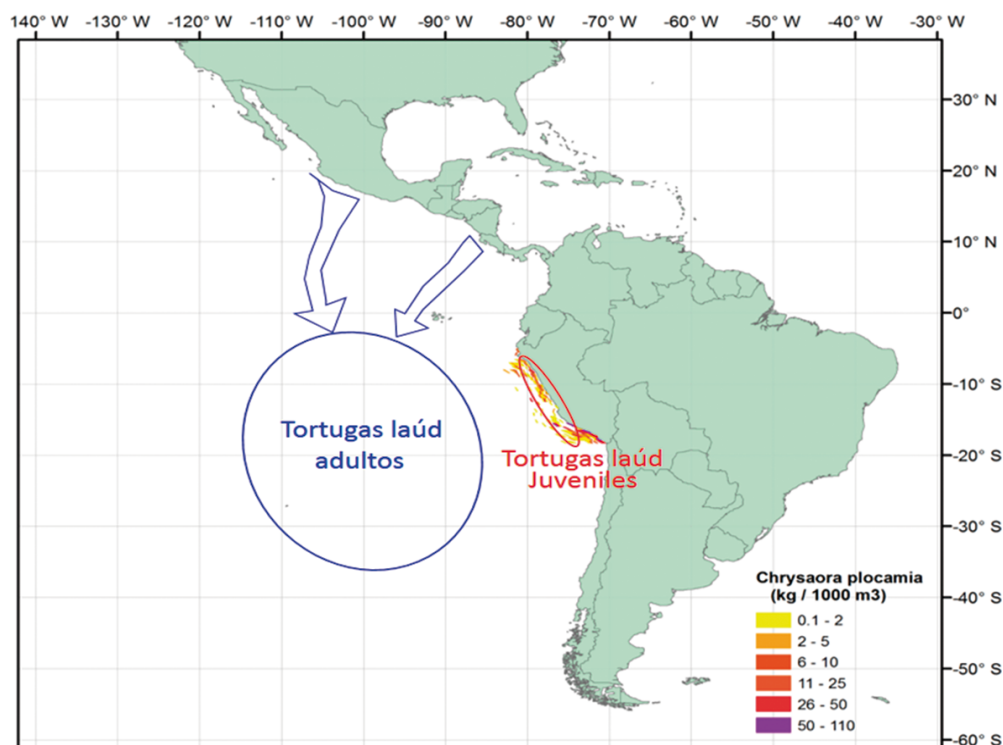 -140° W -130° W -120° W -110° W -100° W -90° W -80° W -70° W -60° W -50° W -40° W -30° W
-30° N
-20° N
-10° N
-0°
-10° S
-20° S
-30° S
-40° S
-50° S
-60° S
Tortugas laúd
adultos
Tortugas laúd
Juveniles
Chrysaora plocamia
(kg / 1000 m3)
0.1 - 2
2 - 5
6 - 10
11 - 25
26 - 50
50 - 110